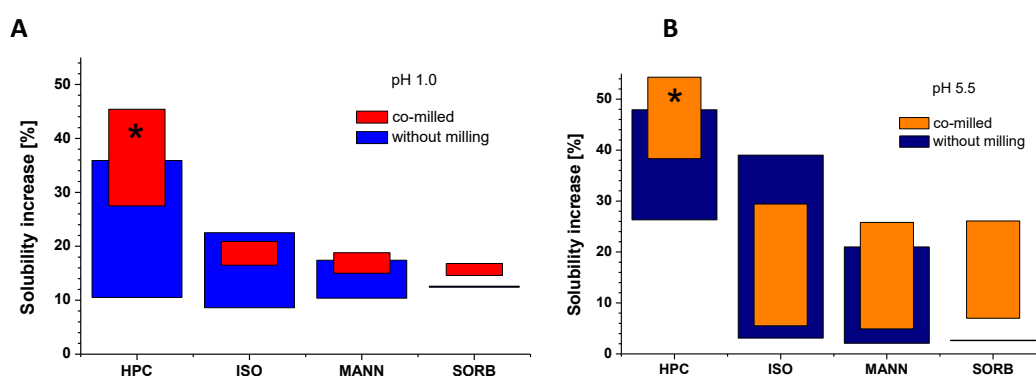 A
Solubility increase [%]
50
40
30
20
10
0
pH 1.0
co-milled
without milling
*
HPC ISO MANN SORB
B
Solubility increase [%]
50
40
30
20
10
0
pH 5.5
co-milled
without milling
*
HPC ISO MANN SORB